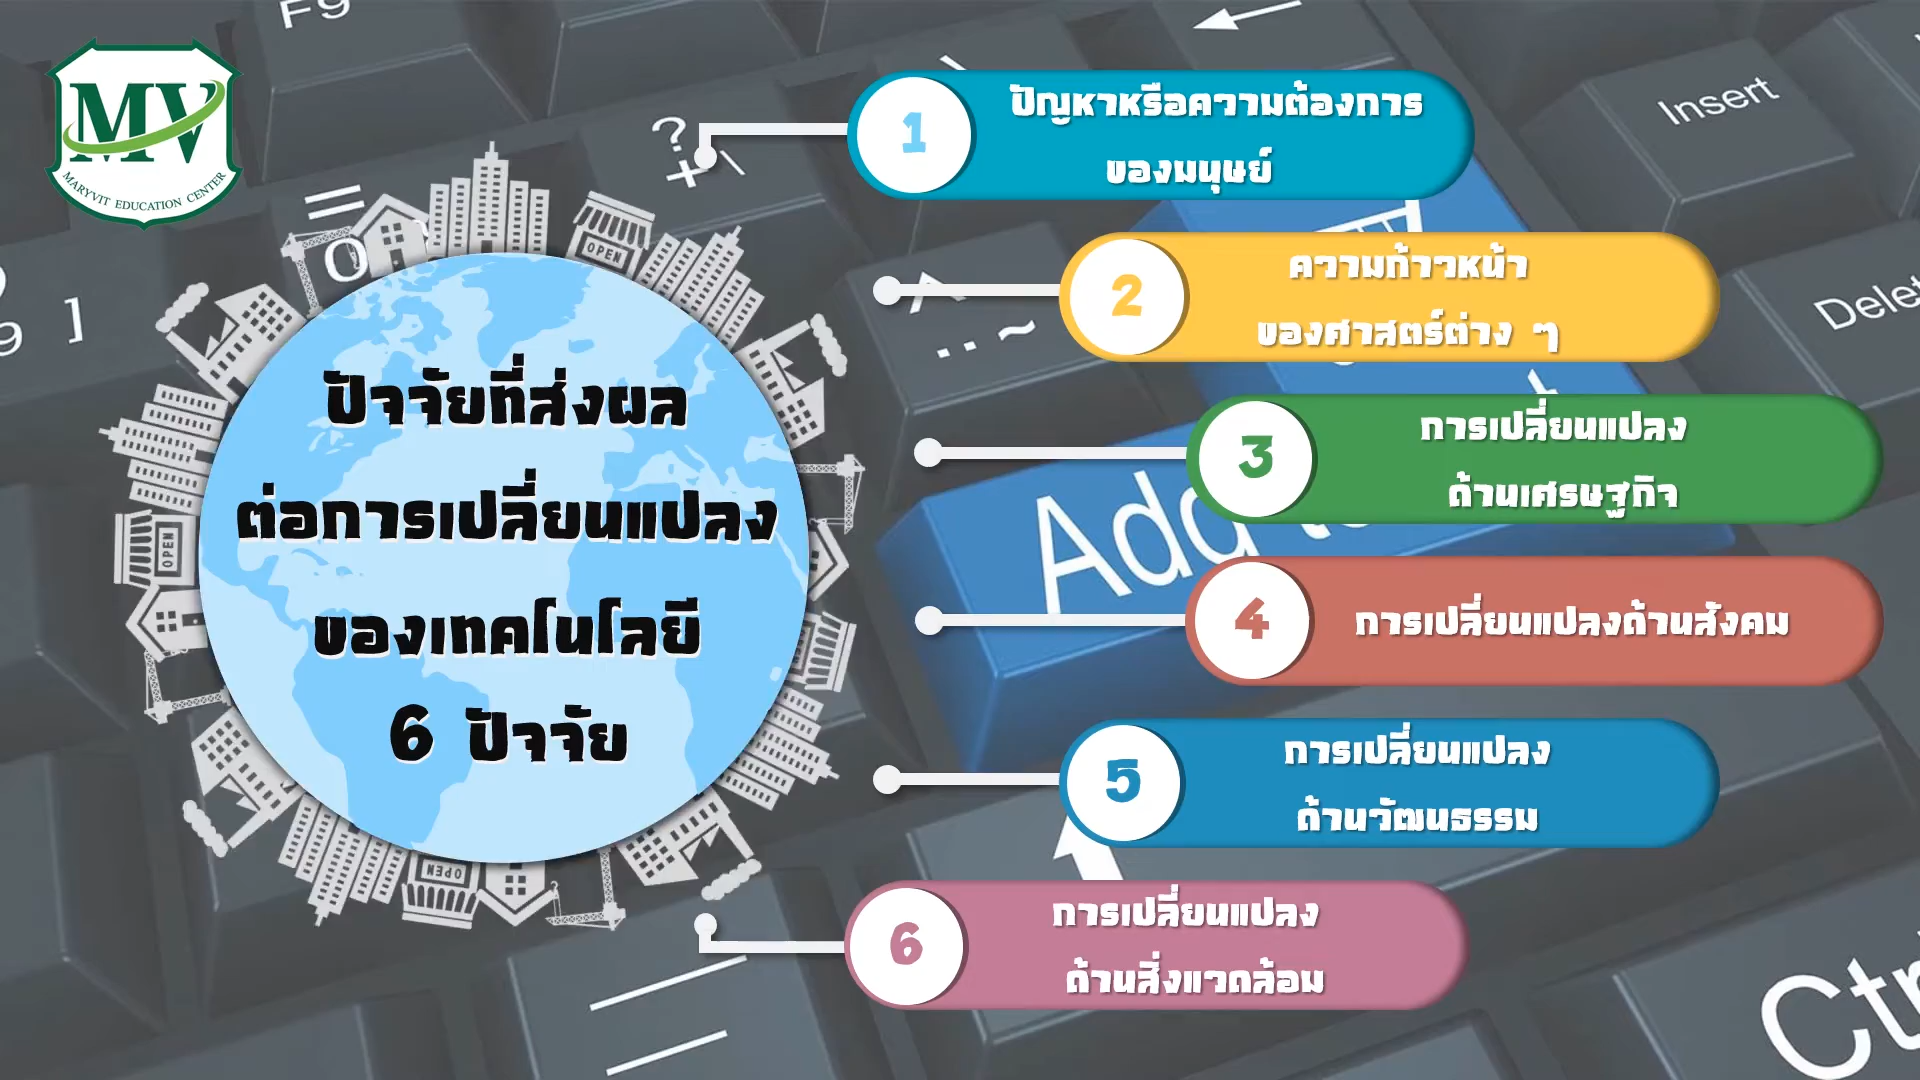 MV
MARYVIT EDUCATION CENTER
ปัจจัยที่ส่งผล
ต่อการเปลี่ยนแปลง
ของเทคโนโลยี
6 ปัจจัย
1
ปัญหาหรือความต้องการ
ของมนุษย์
2
ความก้าวหน้า
ของศาสตร์ต่าง ๆ
3
การเปลี่ยนแปลง
ด้านเศรษฐกิจ
4
การเปลี่ยนแปลงด้านสังคม
5
การเปลี่ยนแปลง
ด้านวัฒนธรรม
6
การเปลี่ยนแปลง
ด้านสิ่งแวดล้อม
OPEN
OPEN
OPEN
Insert
Delet
Add
Ctr
Fg
?
+ \
=
0
9 ]